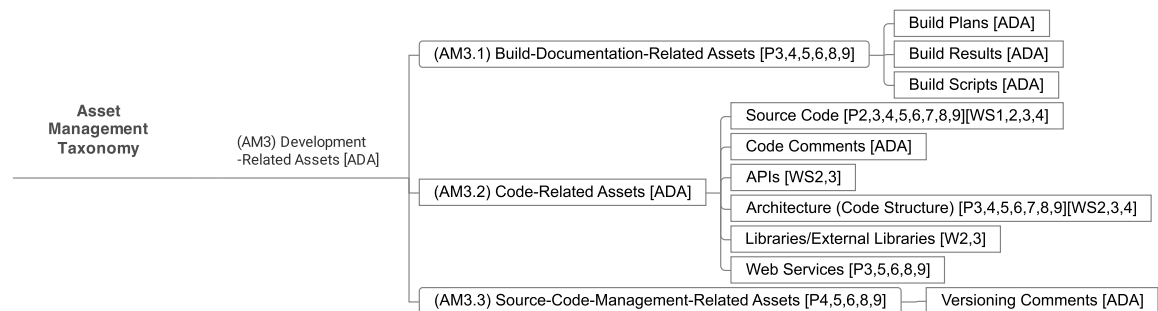 Asset
Management
Taxonomy
(AM3) Development
-Related Assets [ADA]
(AM3.1) Build-Documentation-Related Assets [P3,4,5,6,8,9]
Build Plans [ADA]
Build Results [ADA]
Build Scripts [ADA]
(AM3.2) Code-Related Assets [ADA]
Source Code [P2,3,4,5,6,7,8,9][WS1,2,3,4]
Code Comments [ADA]
APIs [WS2,3]
Architecture (Code Structure) [P3,4,5,6,7,8,9][WS2,3,4]
Libraries/External Libraries [W2,3]
Web Services [P3,5,6,8,9]
(AM3.3) Source-Code-Management-Related Assets [P4,5,6,8,9]
Versioning Comments [ADA]